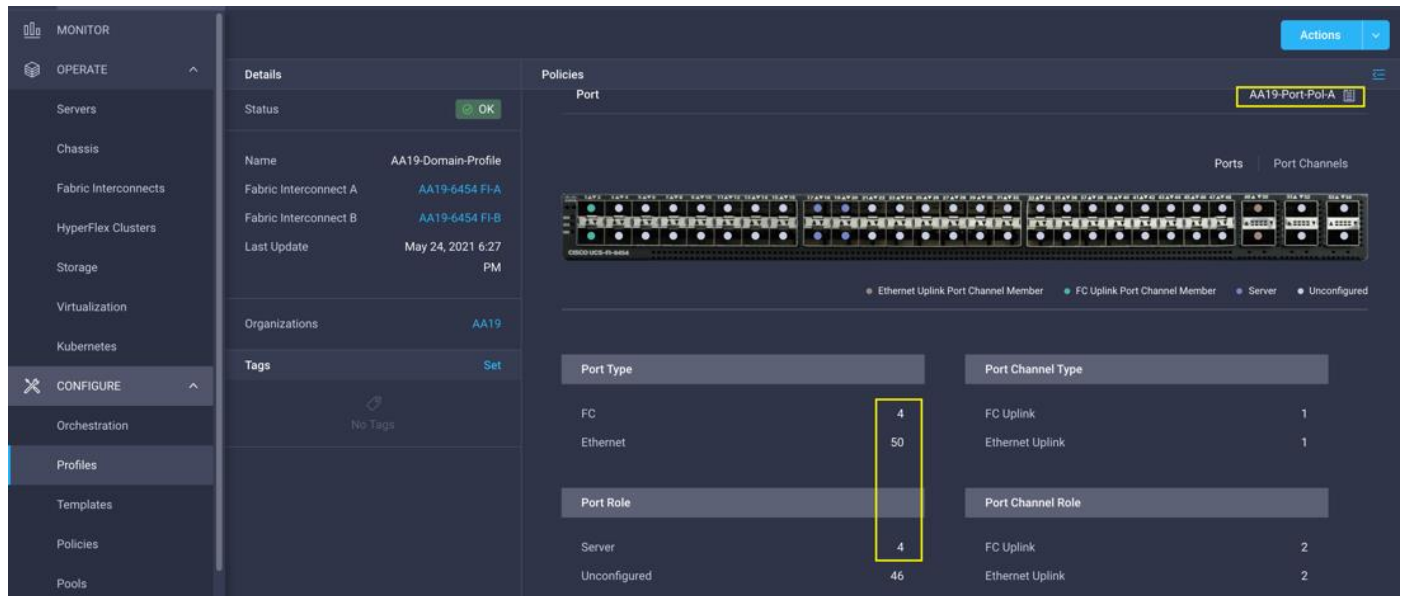 MONITOR
Actions
OPERATE
Details
Policies
Servers
Status
OK
Port
AA19-Port-Pol-A
Chassis
Name
AA19-Domain-Profile
Ports
Port Channels
Fabric Interconnects
Fabric Interconnect A
AA19-6454 FI-A
HyperFlex Clusters
Fabric Interconnect B
AA19-6454 FI-B
Last Update
May 24, 2021 6:27
PM
CISCO UCS-FI-6454
Storage
Ethernet Uplink Port Channel Member
FC Uplink Port Channel Member
Server
Unconfigured
Virtualization
Organizations
AA19
Kubernetes
Tags
Set
Port Type
Port Channel Type
CONFIGURE
No Tags
FC
4
FC Uplink
1
Orchestration
Ethernet
50
Ethernet Uplink
1
Profiles
Templates
Port Role
Port Channel Role
Policies
Server
4
FC Uplink
2
Pools
Unconfigured
46
Ethernet Uplink
2